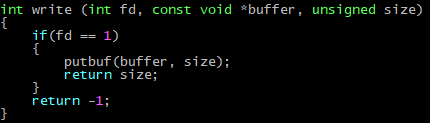 int write (int fd, const void *buffer, unsigned size)
{
    if(fd == 1)
    {
        putbuf(buffer, size);
        return size;
    }
    return -1;
}